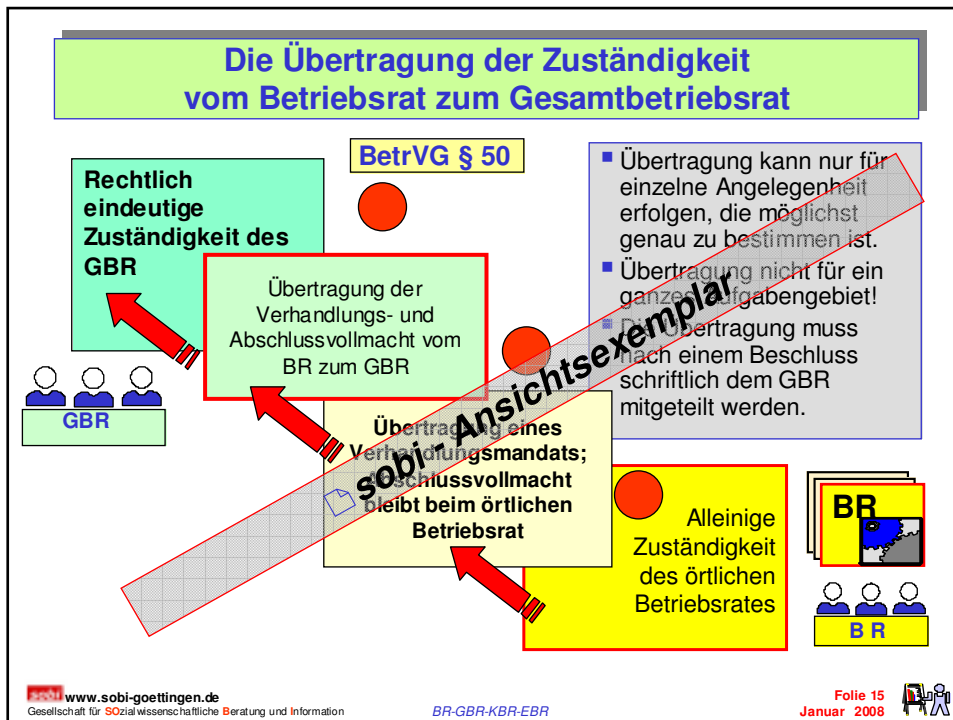 Die Übertragung der Zuständigkeit
vom Betriebsrat zum Gesamtbetriebsrat
BetrVG § 50
Rechtlich
eindeutige
Zuständigkeit des
GBR
Übertragung der
Verhandlungs- und
Abschlussvollmacht vom
BR zum GBR
GBR
Übertragung eines
Verhandlungsmandats;
Abschlussvollmacht
bleibt beim örtlichen
Betriebsrat
Alleinige
Zuständigkeit
des örtlichen
Betriebsrates
Übertragung kann nur für
einzelne Angelegenheit
erfolgen, die möglichst
genau zu bestimmen ist.
Übertragung nicht für ein
ganzes Aufgabengebiet!
Die Übertragung muss
nach einem Beschluss
schriftlich dem GBR
mitgeteilt werden.
sobi - Ansichtsexemplar
BR
B R
sobi www.sobi-goettingen.de
Gesellschaft für SOzialwissenschaftliche Beratung und Information
BR-GBR-KBR-EBR
Folie 15
Januar 2008